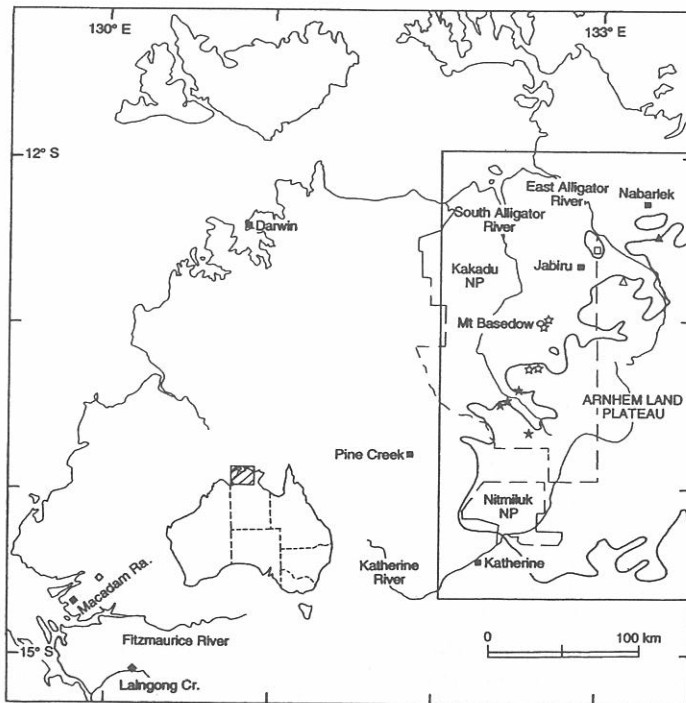 130° E
133° E
12° S
East Alligator
River
Nabarlek
South Alligator
River
Darwin
Kakadu
NP
Jabiru
Mt Basedow
ARNHEM LAND
PLATEAU
Pine Creek
Nitmiluk
NP
Katherine
River
Katherine
Macadam Ra.
Fitzmaurice River
0
100 km
15° S
Laingong Cr.